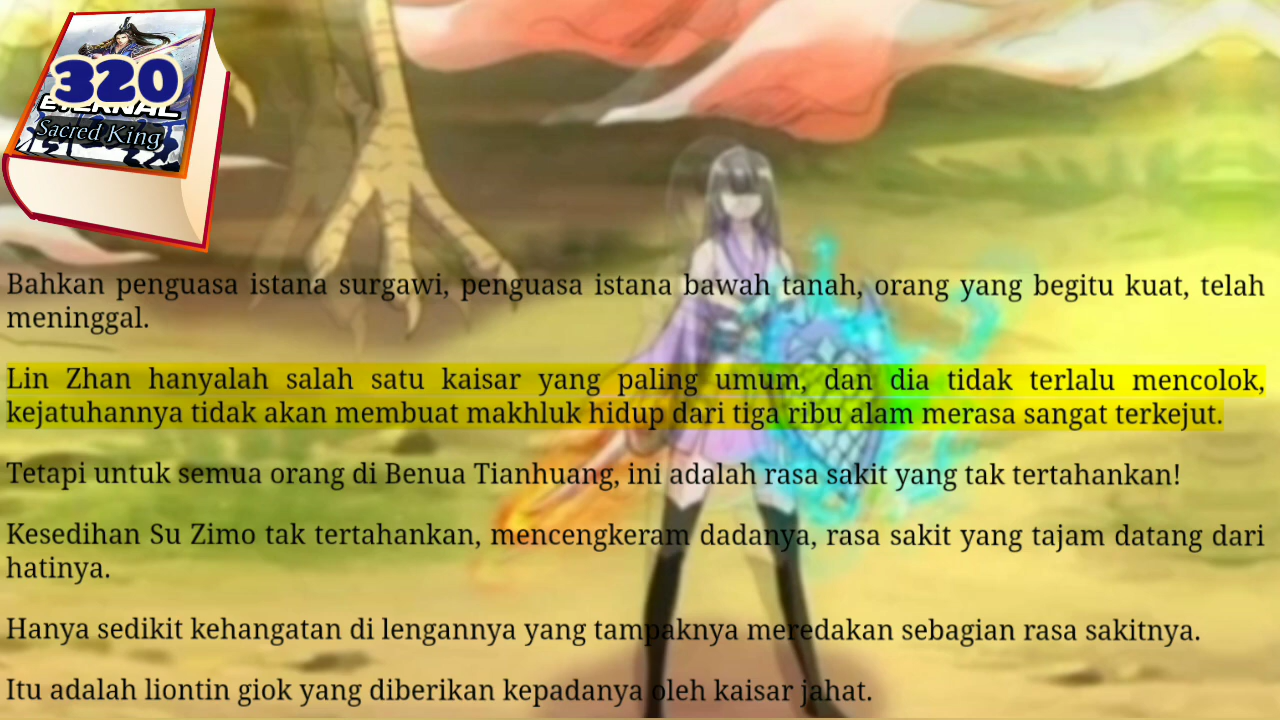 320
ETERNAL
Sacred King
Bahkan penguasa istana surgawi, penguasa istana bawah tanah, orang yang begitu kuat, telah
meninggal.
Lin Zhan hanyalah salah satu kaisar yang paling umum, dan dia tidak terlalu mencolok,
kejatuhannya tidak akan membuat makhluk hidup dari tiga ribu alam merasa sangat terkejut.
Tetapi untuk semua orang di Benua Tianhuang, ini adalah rasa sakit yang tak tertahankan!
Kesedihan Su Zimo tak tertahankan, mencengkeram dadanya, rasa sakit yang tajam datang dari
hatinya.
Hanya sedikit kehangatan di lengannya yang tampaknya meredakan sebagian rasa sakitnya.
Itu adalah liontin giok yang diberikan kepadanya oleh kaisar jahat.